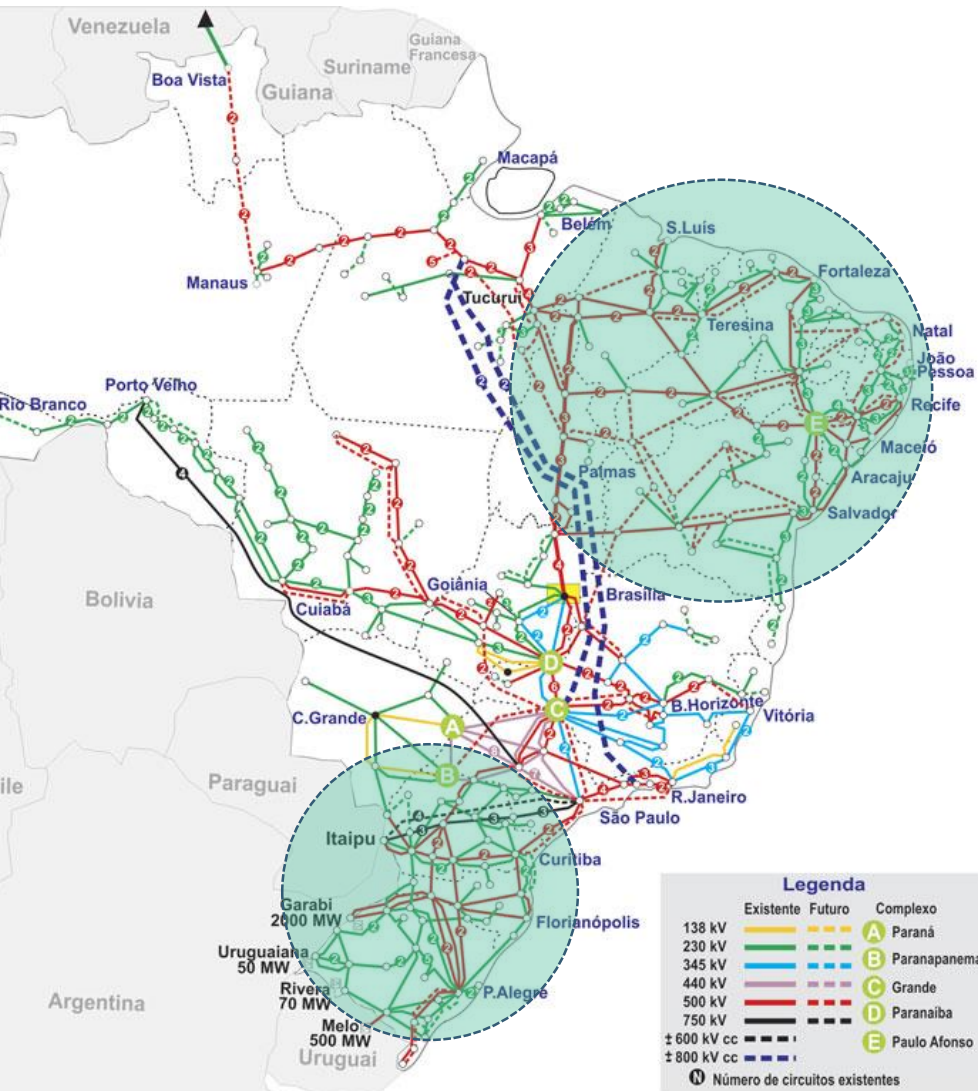 Venezuela
Guiana
Francesa
Suriname
Boa Vista
Guiana
Macapá
Belém
S.Luís
Fortaleza
Manaus
Tucuruí
Teresina
Natal
João
Pessoa
Porto Velho
Rio Branco
Recife
E
Maceió
Palmas
Aracaju
Salvador
Goiânia
Brasília
Bolivia
Cuiabá
D
C
C.Grande
A
B.Horizonte
Vitória
B
Paraguai
R.Janeiro
São Paulo
Itaipu
Curitiba
Garabi
2000 MW
Florianópolis
Uruguaiana
50 MW
Rivera
70 MW
P.Alegre
Argentina
Melo
500 MW
Uruguai
ile
Legenda
Existente Futuro Complexo
138 kV A Paraná
230 kV B Paranapanema
345 kV
440 kV C Grande
500 kV D Paranaíba
750 kV
± 600 kV cc E Paulo Afonso
± 800 kV cc
N Número de circuitos existentes